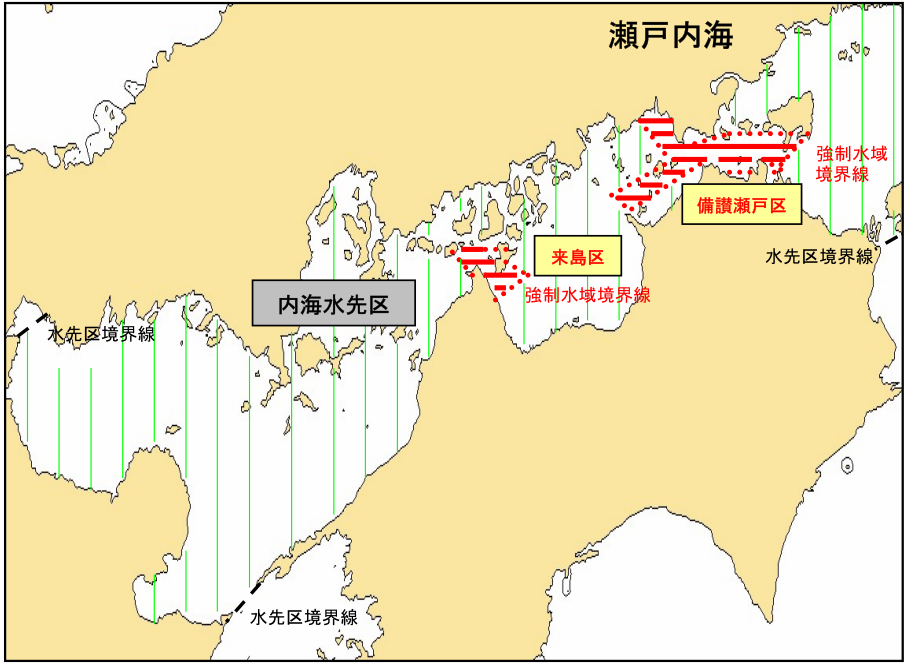 瀬戸内海
強制水域
境界線
備讃瀬戸区
来島区
水先区境界線
強制水域境界線
内海水先区
水先区境界線
水先区境界線